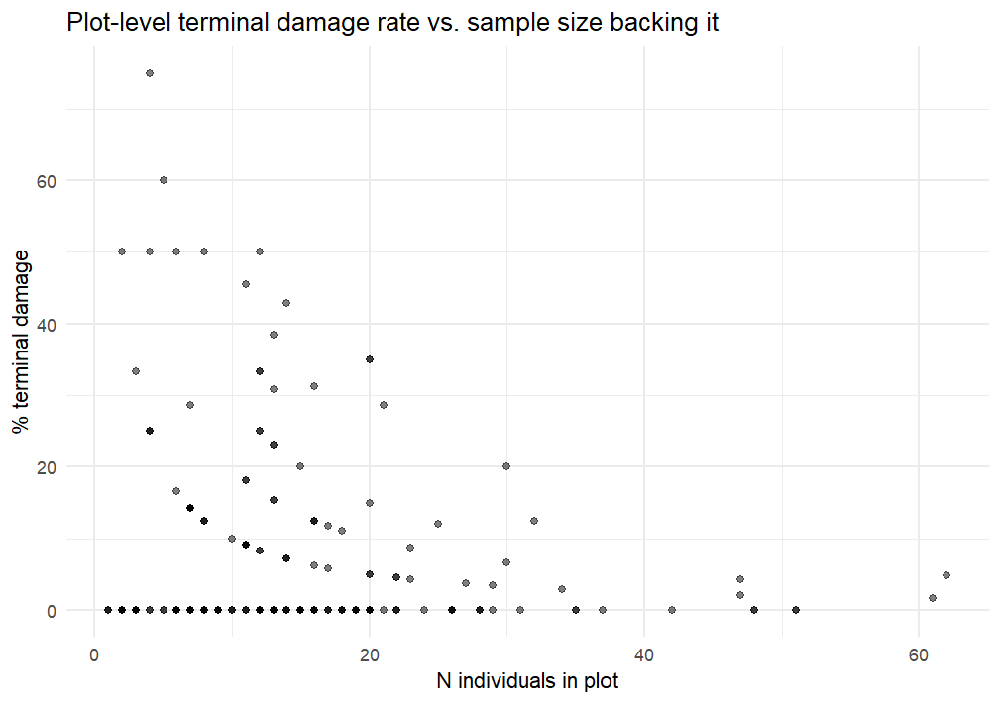 Plot-level terminal damage rate vs. sample size backing it
% terminal damage
60
40
20
0
0 20 40 60
N individuals in plot